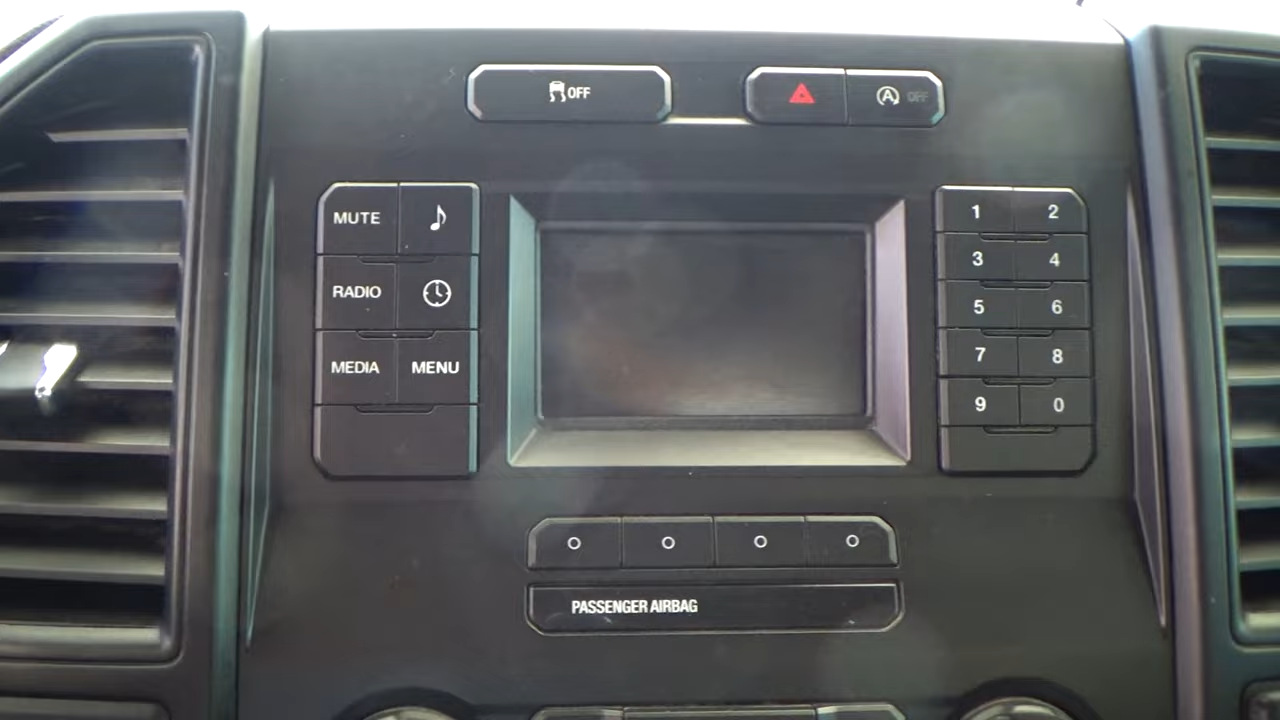 OFF
A OFF
MUTE
RADIO
MEDIA MENU
1 2
3 4
5 6
7 8
9 0
PASSENGER AIRBAG